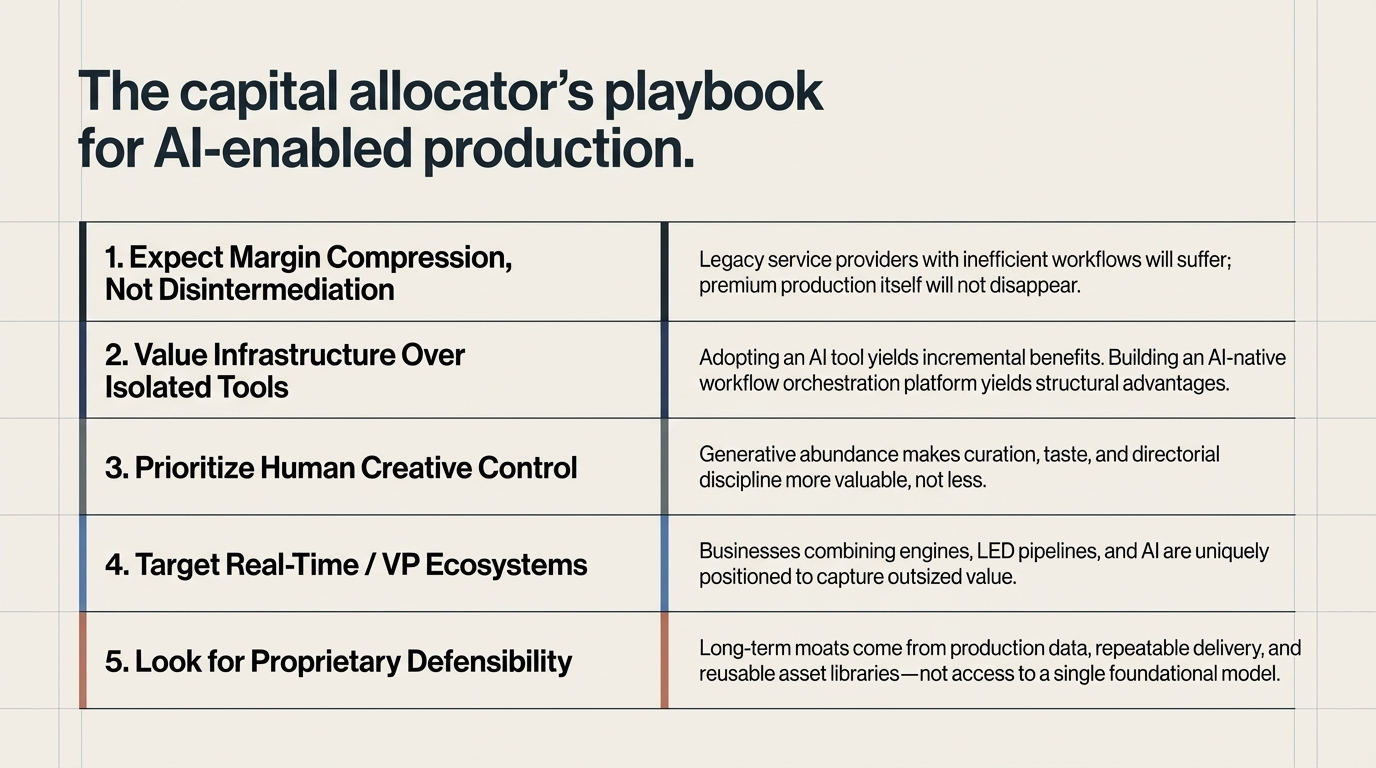 The capital allocator’s playbook
for AI-enabled production.
1. Expect Margin Compression,
Not Disintermediation
Legacy service providers with inefficient workflows will suffer;
premium production itself will not disappear.
2. Value Infrastructure Over
Isolated Tools
Adopting an AI tool yields incremental benefits. Building an AI-native
workflow orchestration platform yields structural advantages.
3. Prioritize Human Creative Control
Generative abundance makes curation, taste, and directorial
discipline more valuable, not less.
4. Target Real-Time / VP Ecosystems
Businesses combining engines, LED pipelines, and AI are uniquely
positioned to capture outsized value.
5. Look for Proprietary Defensibility
Long-term moats come from production data, repeatable delivery, and
reusable asset libraries—not access to a single foundational model.